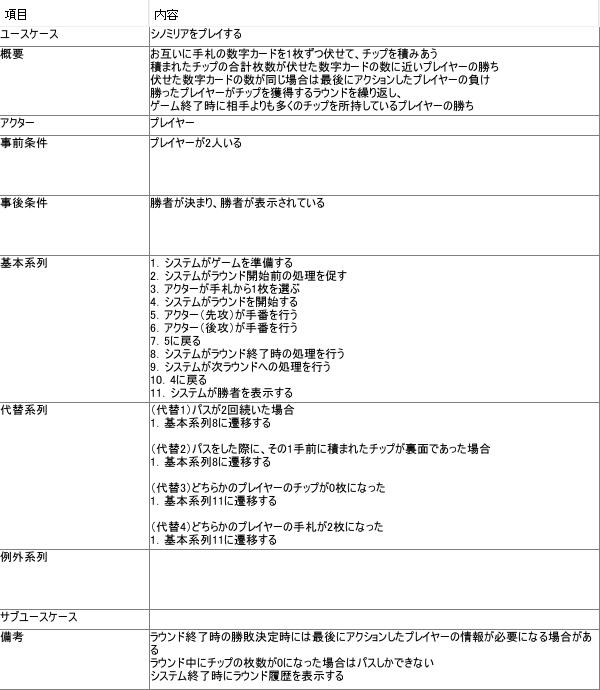 項目 内容
ユースケース シノミリアをプレイする
概要 お互いに手札の数字カードを1枚ずつ伏せて、チップを積みあう
積まれたチップの合計枚数が伏せた数字カードの数に近いプレイヤーの勝ち
伏せた数字カードの数が同じ場合は最後にアクションしたプレイヤーの負け
勝ったプレイヤーがチップを獲得するラウンドを繰り返し、
ゲーム終了時に相手よりも多くのチップを所持しているプレイヤーの勝ち
アクター プレイヤー
事前条件 プレイヤーが2人いる
事後条件 勝者が決まり、勝者が表示されている
基本系列 1. システムがゲームを準備する
2. システムがラウンド開始前の処理を促す
3. アクターが手札から1枚を選ぶ
4. システムがラウンドを開始する
5. アクター(先攻)が手番を行う
6. アクター(後攻)が手番を行う
7. 5に戻る
8. システムがラウンド終了時の処理を行う
9. システムが次ラウンドへの処理を行う
10. 4に戻る
11. システムが勝者を表示する
代替系列 (代替1)パスが2回続いた場合
1. 基本系列8に遷移する
(代替2)パスをした際に、その1手前に積まれたチップが裏面であった場合
1. 基本系列8に遷移する
(代替3)どちらかのプレイヤーのチップが0枚になった
1. 基本系列11に遷移する
(代替4)どちらかのプレイヤーの手札が2枚になった
1. 基本系列11に遷移する
例外系列
サブユースケース
備考 ラウンド終了時の勝敗決定時には最後にアクションしたプレイヤーの情報が必要になる場合があ
る
ラウンド中にチップの枚数が0になった場合はパスしかできない
システム終了時にラウンド履歴を表示する